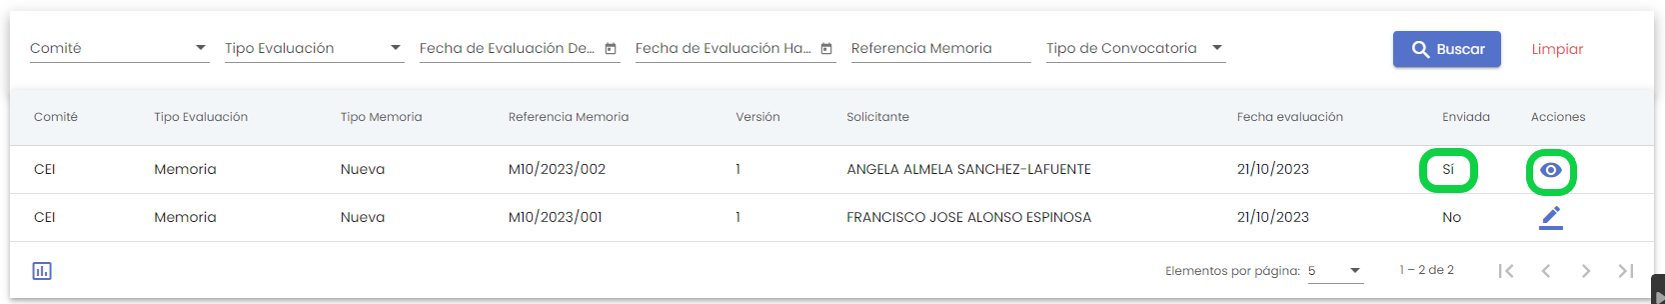 Comité Tipo Evaluación Fecha de Evaluación De... Fecha de Evaluación Ha... Referencia Memoria Tipo de Convocatoria Buscar Limpiar
Comité Tipo Evaluación Tipo Memoria Referencia Memoria Versión Solicitante Fecha evaluación Enviada Acciones
CEI Memoria Nueva M10/2023/002 1 ANGELA ALMELA SANCHEZ-LAFUENTE 21/10/2023 Sí
CEI Memoria Nueva M10/2023/001 1 FRANCISCO JOSE ALONSO ESPINOSA 21/10/2023 No
Elementos por página: 5 1 – 2 de 2